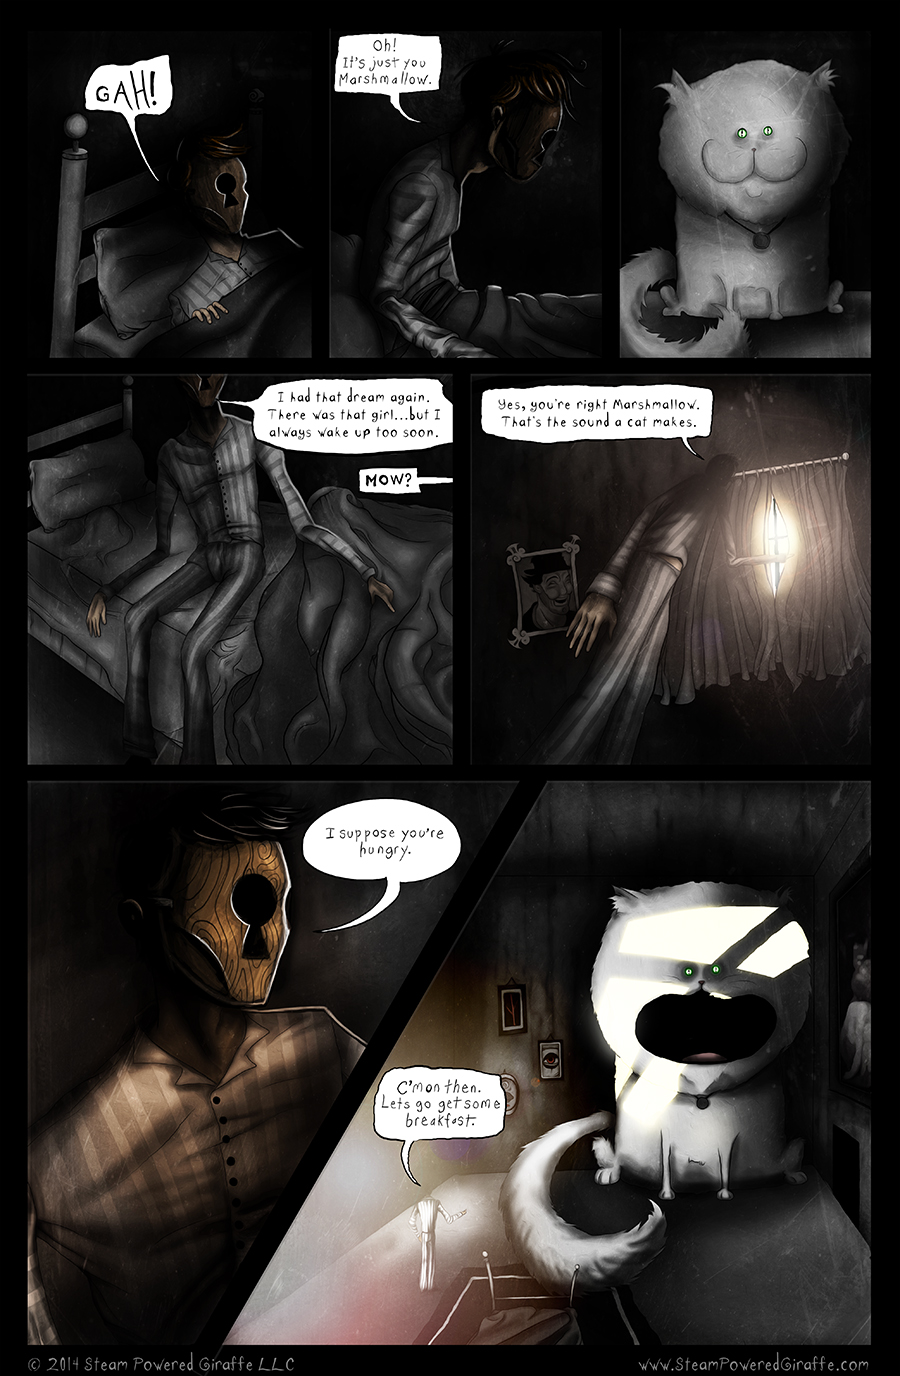 GAH!
Oh!
It's just you
Marshmallow.
I had that dream again.
There was that girl...but I
always wake up too soon.
MOW?
Yes, you're right Marshmallow.
That's the sound a cat makes.
I suppose you're
hungry.
C'mon then.
Lets go get some
breakfast.
© 2014 Steam Powered Giraffe LLC
www.SteamPoweredGiraffe.com